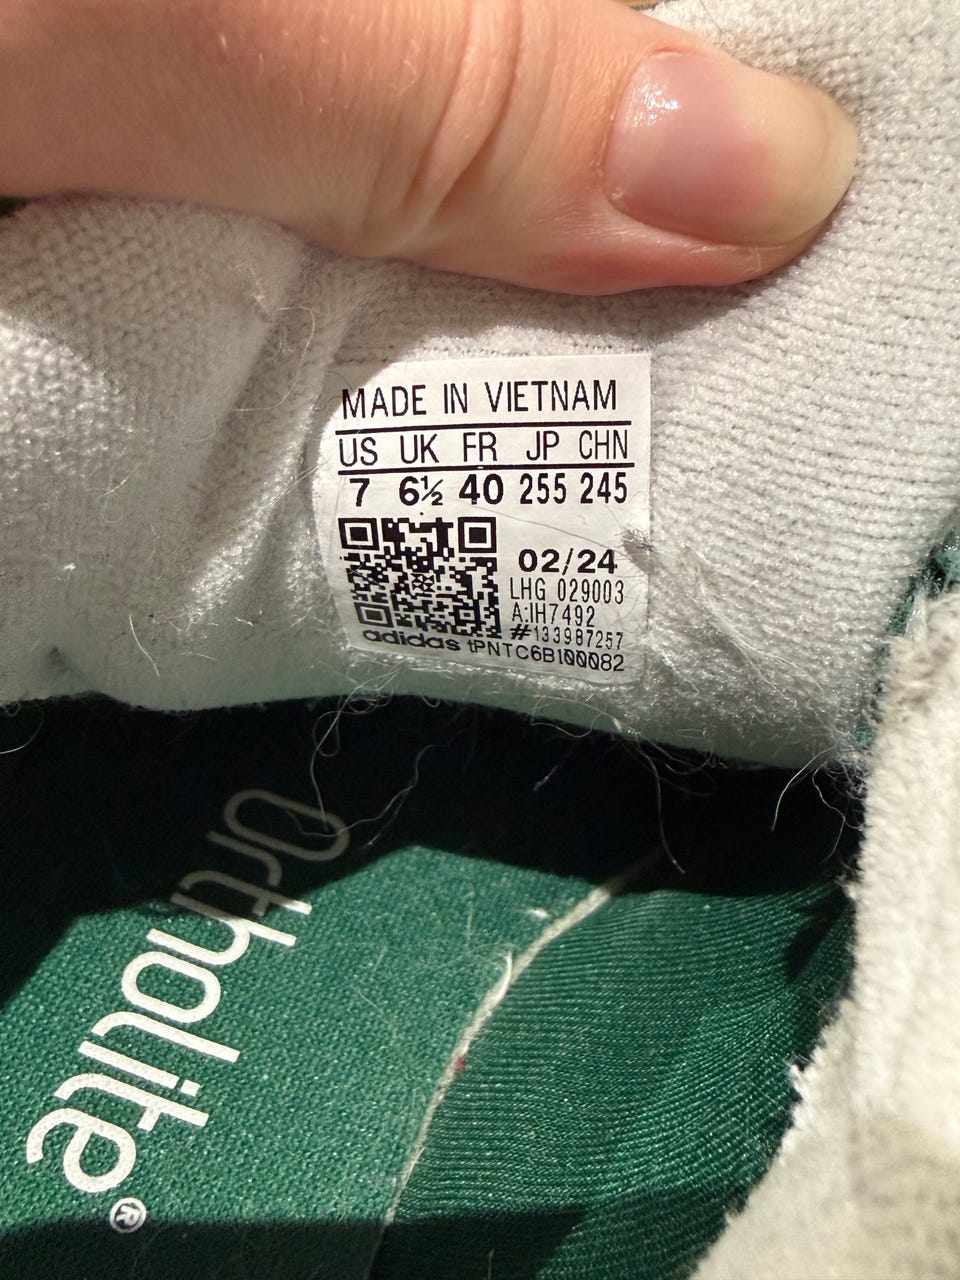 MADE IN VIETNAM
US UK FR JP CHN
7 6½ 40 255 245
02/24
LHG 029003
A:IH7492
#133987257
adidas tPNTC6B100082
Ortholite®